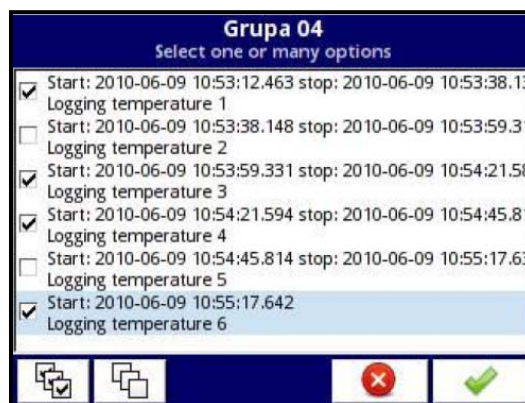 Grupa 04
Select one or many options
Start: 2010-06-09 10:53:12.463 stop: 2010-06-09 10:53:38.13
Logging temperature 1
Start: 2010-06-09 10:53:38.148 stop: 2010-06-09 10:53:59.31
Logging temperature 2
Start: 2010-06-09 10:53:59.331 stop: 2010-06-09 10:54:21.58
Logging temperature 3
Start: 2010-06-09 10:54:21.594 stop: 2010-06-09 10:54:45.81
Logging temperature 4
Start: 2010-06-09 10:54:45.814 stop: 2010-06-09 10:55:17.63
Logging temperature 5
Start: 2010-06-09 10:55:17.642
Logging temperature 6